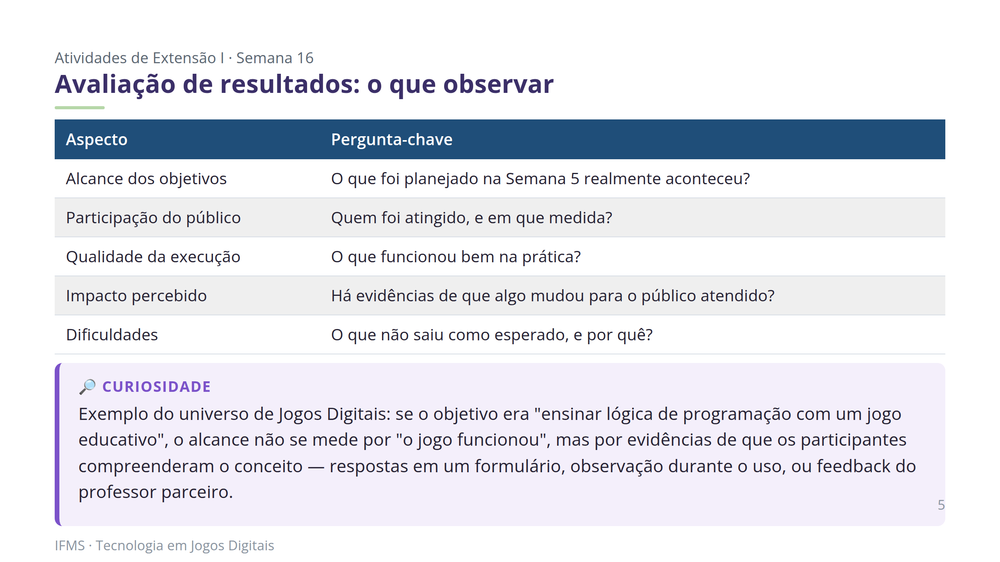 Atividades de Extensão I · Semana 16
Avaliação de resultados: o que observar
Aspecto Pergunta-chave
Alcance dos objetivos O que foi planejado na Semana 5 realmente aconteceu?
Participação do público Quem foi atingido, e em que medida?
Qualidade da execução O que funcionou bem na prática?
Impacto percebido Há evidências de que algo mudou para o público atendido?
Dificuldades O que não saiu como esperado, e por quê?
🔎 CURIOSIDADE
Exemplo do universo de Jogos Digitais: se o objetivo era "ensinar lógica de programação com um jogo
educativo", o alcance não se mede por "o jogo funcionou", mas por evidências de que os participantes
compreenderam o conceito — respostas em um formulário, observação durante o uso, ou feedback do
professor parceiro.
5
IFMS · Tecnologia em Jogos Digitais